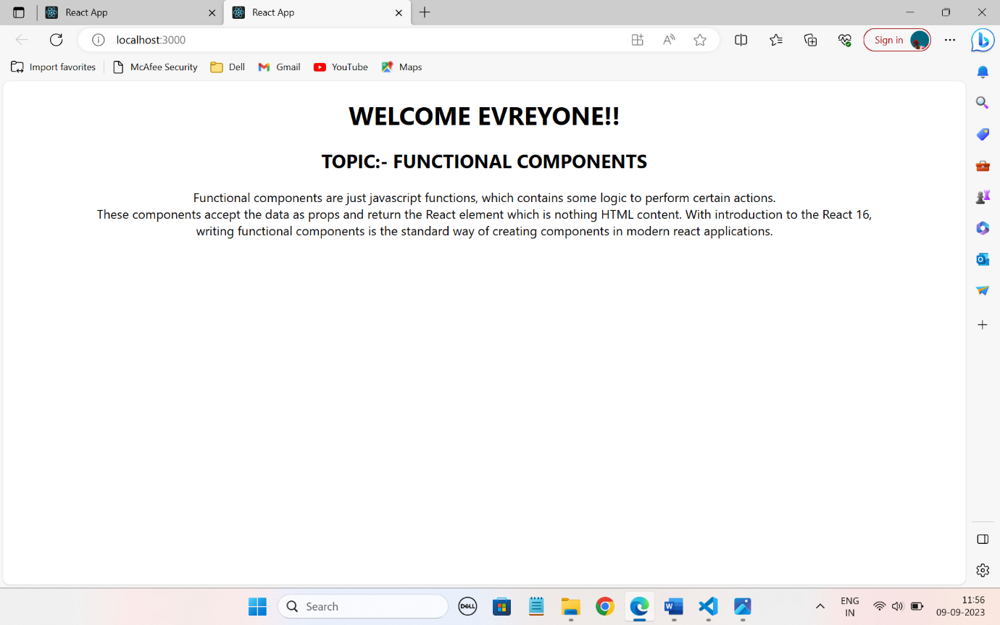 React App
React App
localhost:3000
Sign in
Import favorites
McAfee Security
Dell
Gmail
YouTube
Maps
WELCOME EVREYONE!!
TOPIC:- FUNCTIONAL COMPONENTS
Functional components are just javascript functions, which contains some logic to perform certain actions.
These components accept the data as props and return the React element which is nothing HTML content. With introduction to the React 16,
writing functional components is the standard way of creating components in modern react applications.
Search
DELL
ENG
IN
11:56
09-09-2023